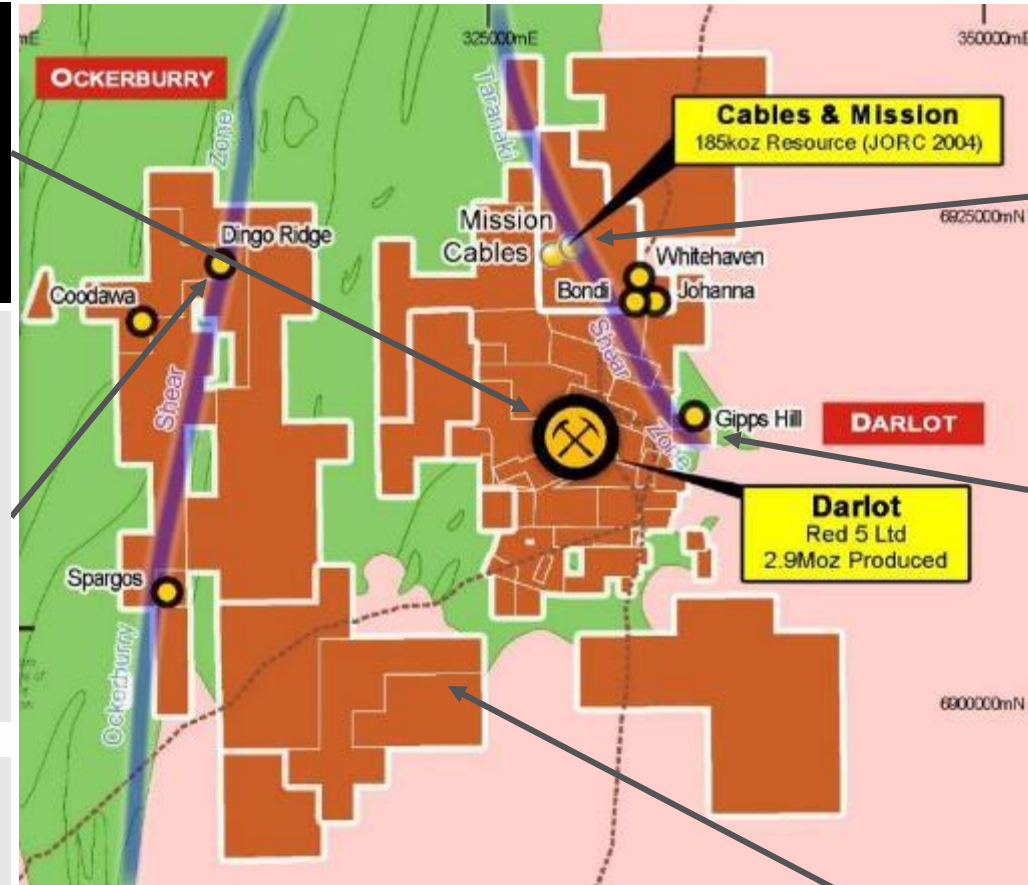 mE
325000mE
350000mE
OCKERBURRY
Zone
Taranaki
Cables & Mission
185koz Resource (JORC 2004)
6925000mN
Mission
Cables
Dingo Ridge
Whitehaven
Coodawa
Bondi
Johanna
Shear
Shear
Gipps Hill
DARLOT
Zone
Darlot
Red 5 Ltd
2.9Moz Produced
Spargos
Ockerburry
6900000mN